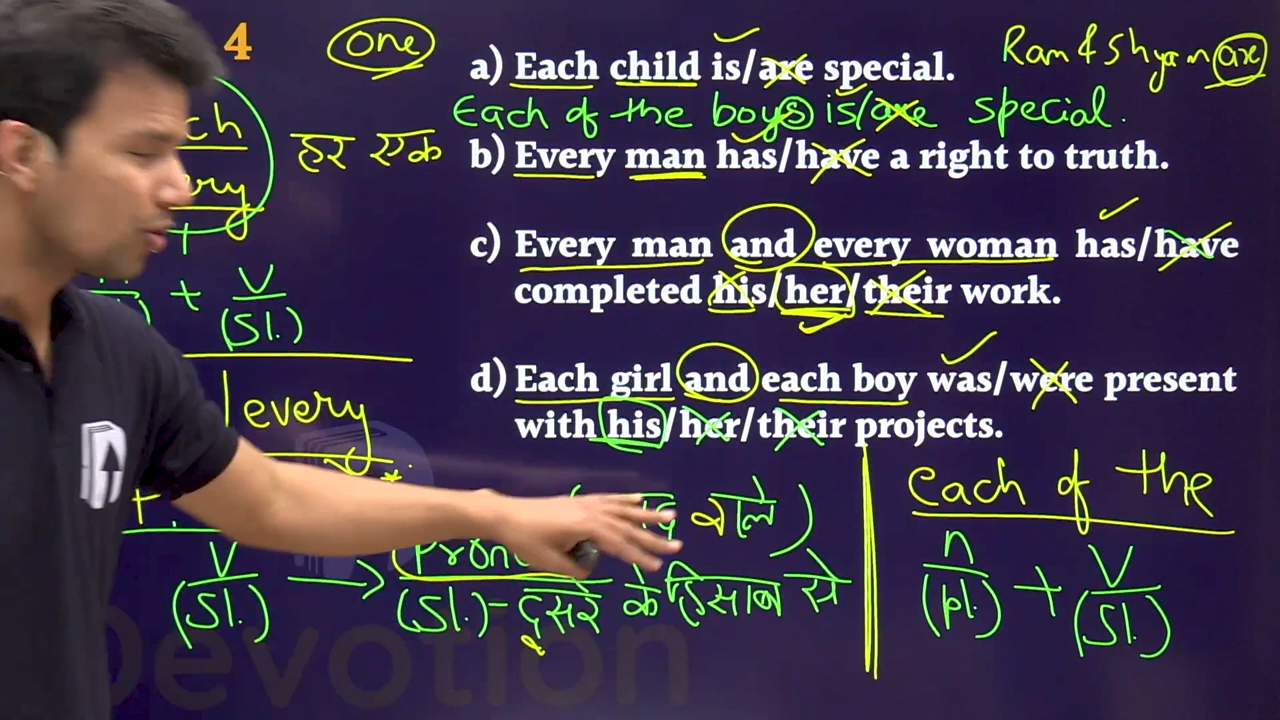 4
one
a) Each child is/are special.
Ram & Shyam are
Each of the boys is/are special.
हर एक
b) Every man has/have a right to truth.
c) Every man and every woman has/have
completed his/her/their work.
+
+ V
(Sl.)
d) Each girl and each boy was/were present
with his/her/their projects.
every
वाले )
each of the
n (pl.) + V (Sl.)
V (Sl.) → (Sl.) - दूसरे के हिसाब से
Devotion